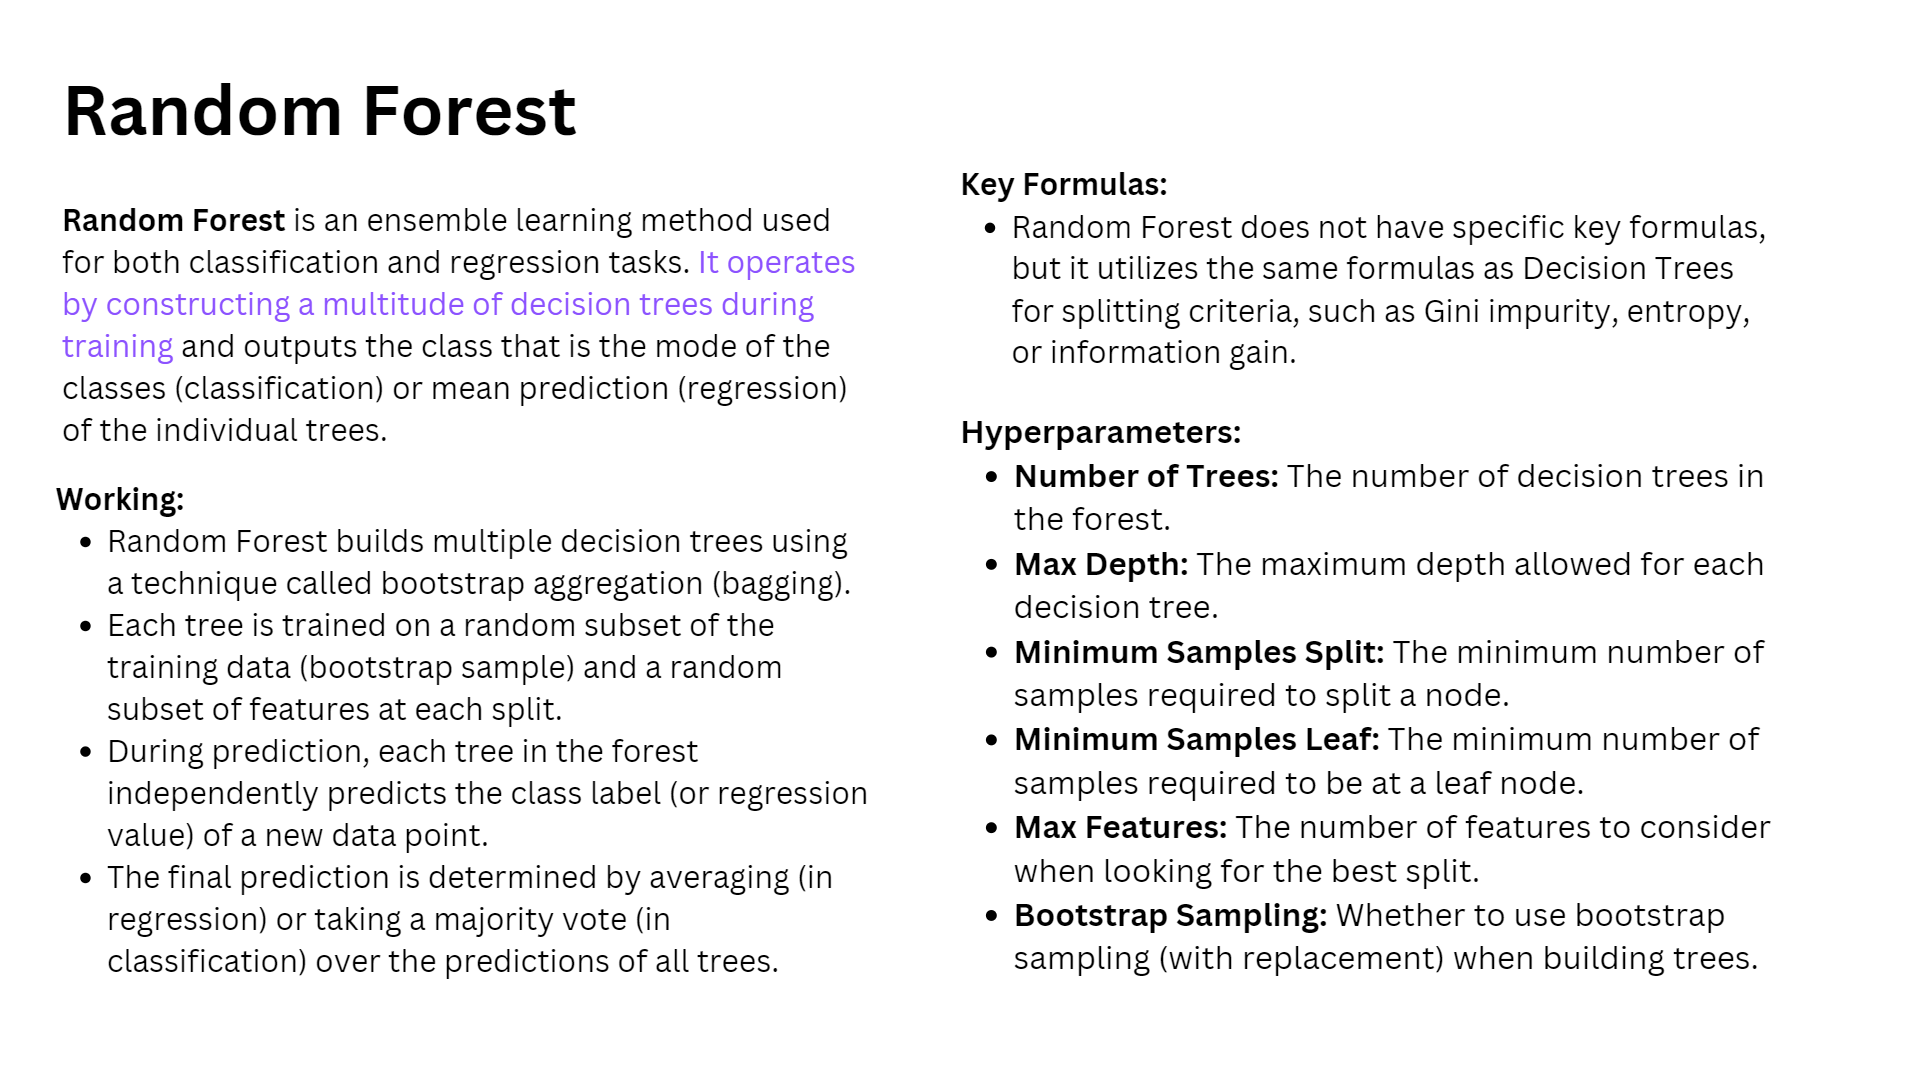 Random Forest
Random Forest is an ensemble learning method used
for both classification and regression tasks. It operates
by constructing a multitude of decision trees during
training and outputs the class that is the mode of the
classes (classification) or mean prediction (regression)
of the individual trees.
Working:
• Random Forest builds multiple decision trees using
a technique called bootstrap aggregation (bagging).
• Each tree is trained on a random subset of the
training data (bootstrap sample) and a random
subset of features at each split.
• During prediction, each tree in the forest
independently predicts the class label (or regression
value) of a new data point.
• The final prediction is determined by averaging (in
regression) or taking a majority vote (in
classification) over the predictions of all trees.
Key Formulas:
• Random Forest does not have specific key formulas,
but it utilizes the same formulas as Decision Trees
for splitting criteria, such as Gini impurity, entropy,
or information gain.
Hyperparameters:
• Number of Trees: The number of decision trees in
the forest.
• Max Depth: The maximum depth allowed for each
decision tree.
• Minimum Samples Split: The minimum number of
samples required to split a node.
• Minimum Samples Leaf: The minimum number of
samples required to be at a leaf node.
• Max Features: The number of features to consider
when looking for the best split.
• Bootstrap Sampling: Whether to use bootstrap
sampling (with replacement) when building trees.